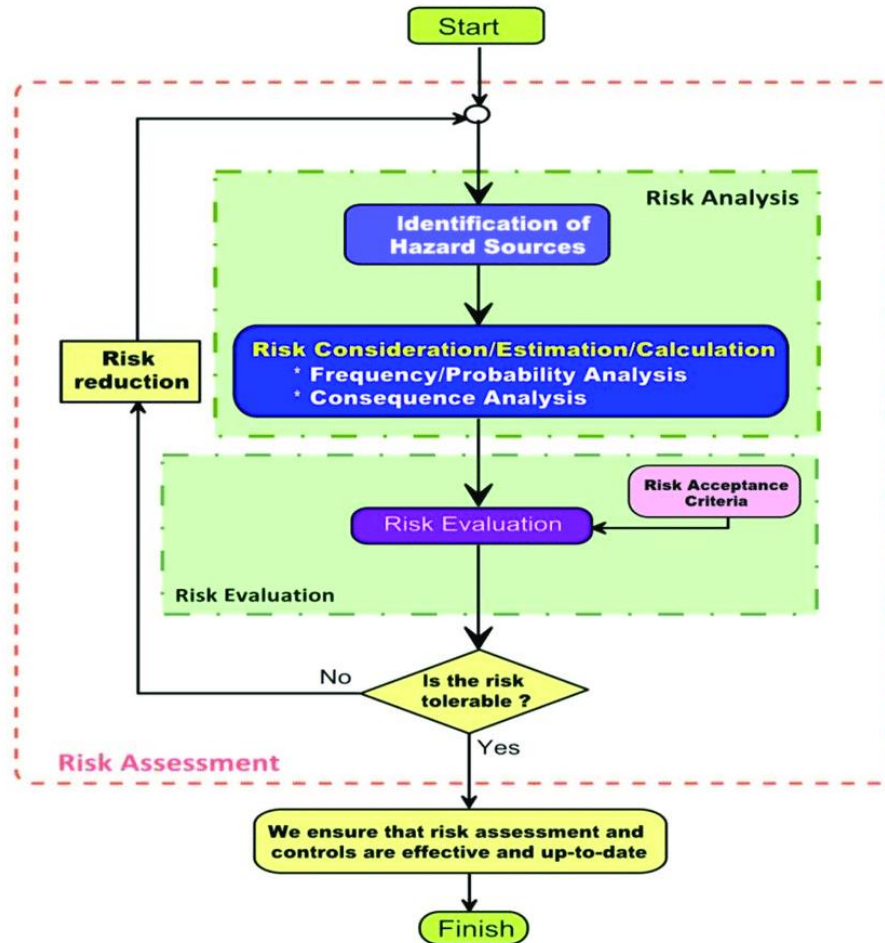 Start
Risk Analysis
Identification of
Hazard Sources
Risk Consideration/Estimation/Calculation
* Frequency/Probability Analysis
* Consequence Analysis
Risk
reduction
Risk Acceptance
Criteria
Risk Evaluation
Risk Evaluation
Is the risk
tolerable ?
No
Yes
Risk Assessment
We ensure that risk assessment and
controls are effective and up-to-date
Finish